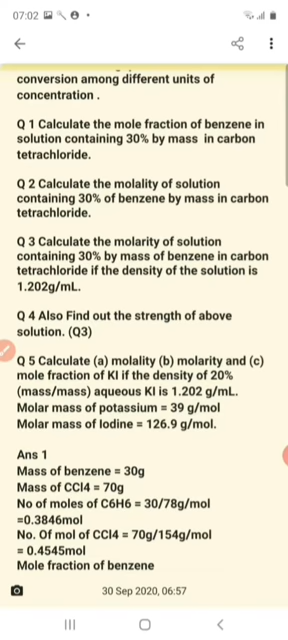 07:02
conversion among different units of
concentration .
Q 1 Calculate the mole fraction of benzene in
solution containing 30% by mass in carbon
tetrachloride.
Q 2 Calculate the molality of solution
containing 30% of benzene by mass in carbon
tetrachloride.
Q 3 Calculate the molarity of solution
containing 30% by mass of benzene in carbon
tetrachloride if the density of the solution is
1.202g/mL.
Q 4 Also Find out the strength of above
solution. (Q3)
Q 5 Calculate (a) molality (b) molarity and (c)
mole fraction of KI if the density of 20%
(mass/mass) aqueous KI is 1.202 g/mL.
Molar mass of potassium = 39 g/mol
Molar mass of Iodine = 126.9 g/mol.
Ans 1
Mass of benzene = 30g
Mass of CCl4 = 70g
No of moles of C6H6 = 30/78g/mol
=0.3846mol
No. Of mol of CCl4 = 70g/154g/mol
= 0.4545mol
Mole fraction of benzene
30 Sep 2020, 06:57